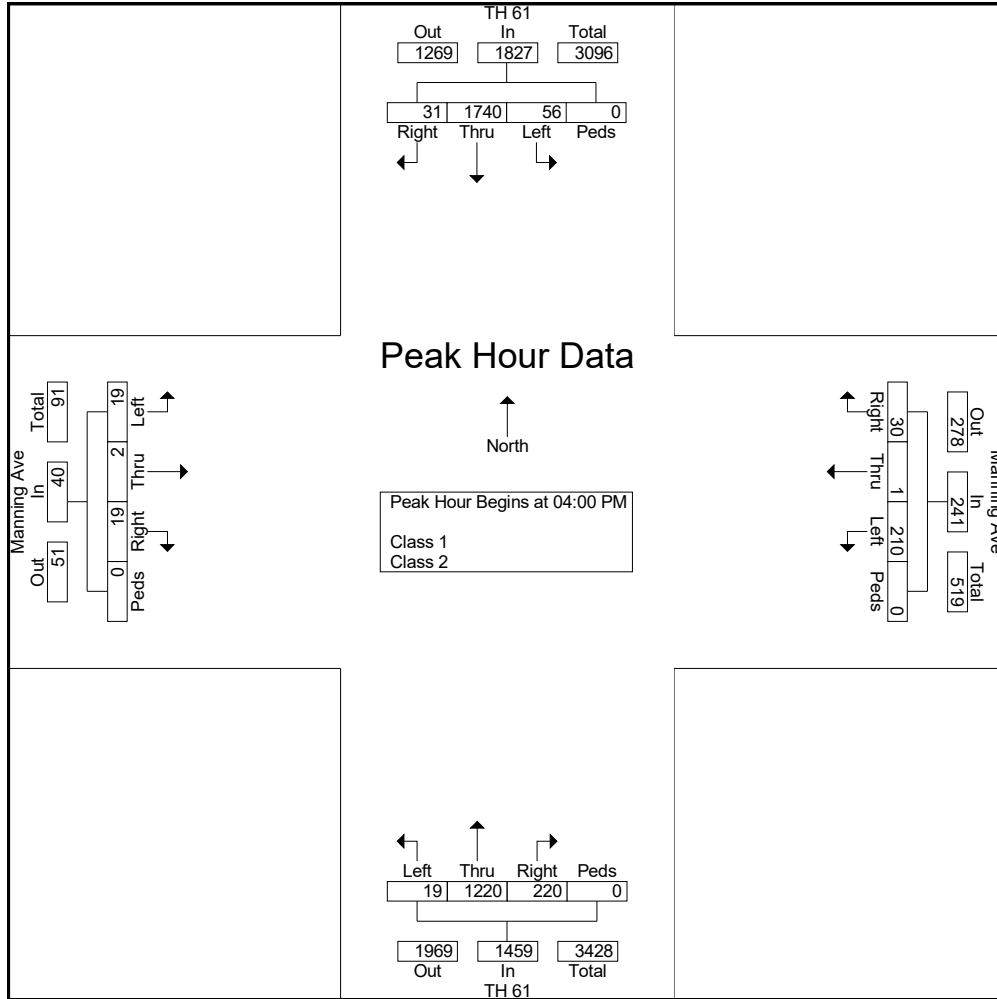 TH 61
Out In Total
1269 1827 3096
31 1740 56 0
Right Thru Left Peds
Peak Hour Data
North
Peak Hour Begins at 04:00 PM
Class 1
Class 2
Manning Ave
Out In Total
51 40 91
19 2 19 0
Left Thru Right Peds
Right Thru Left Peds
30 1 210 0
278 241 519
Out In Total
Manning Ave
Left Thru Right Peds
19 1220 220 0
1969 1459 3428
Out In Total
TH 61